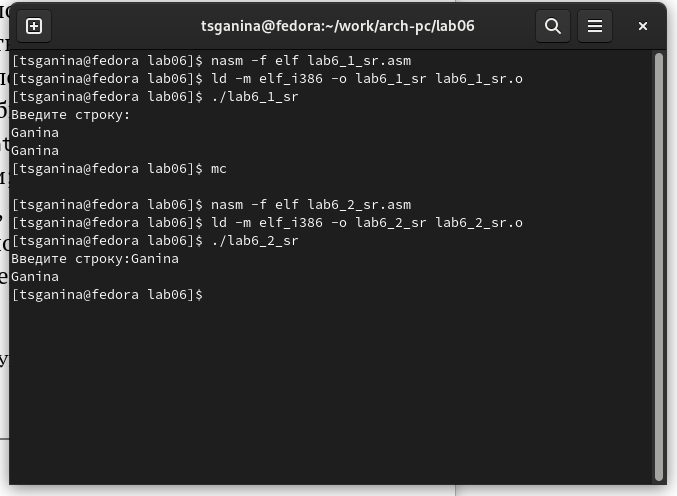 tsganina@fedora:~/work/arch-pc/lab06
[tsganina@fedora lab06]$ nasm -f elf lab6_1_sr.asm
[tsganina@fedora lab06]$ ld -m elf_i386 -o lab6_1_sr lab6_1_sr.o
[tsganina@fedora lab06]$ ./lab6_1_sr
Введите строку:
Ganina
Ganina
[tsganina@fedora lab06]$ mc
[tsganina@fedora lab06]$ nasm -f elf lab6_2_sr.asm
[tsganina@fedora lab06]$ ld -m elf_i386 -o lab6_2_sr lab6_2_sr.o
[tsganina@fedora lab06]$ ./lab6_2_sr
Введите строку:Ganina
Ganina
[tsganina@fedora lab06]$